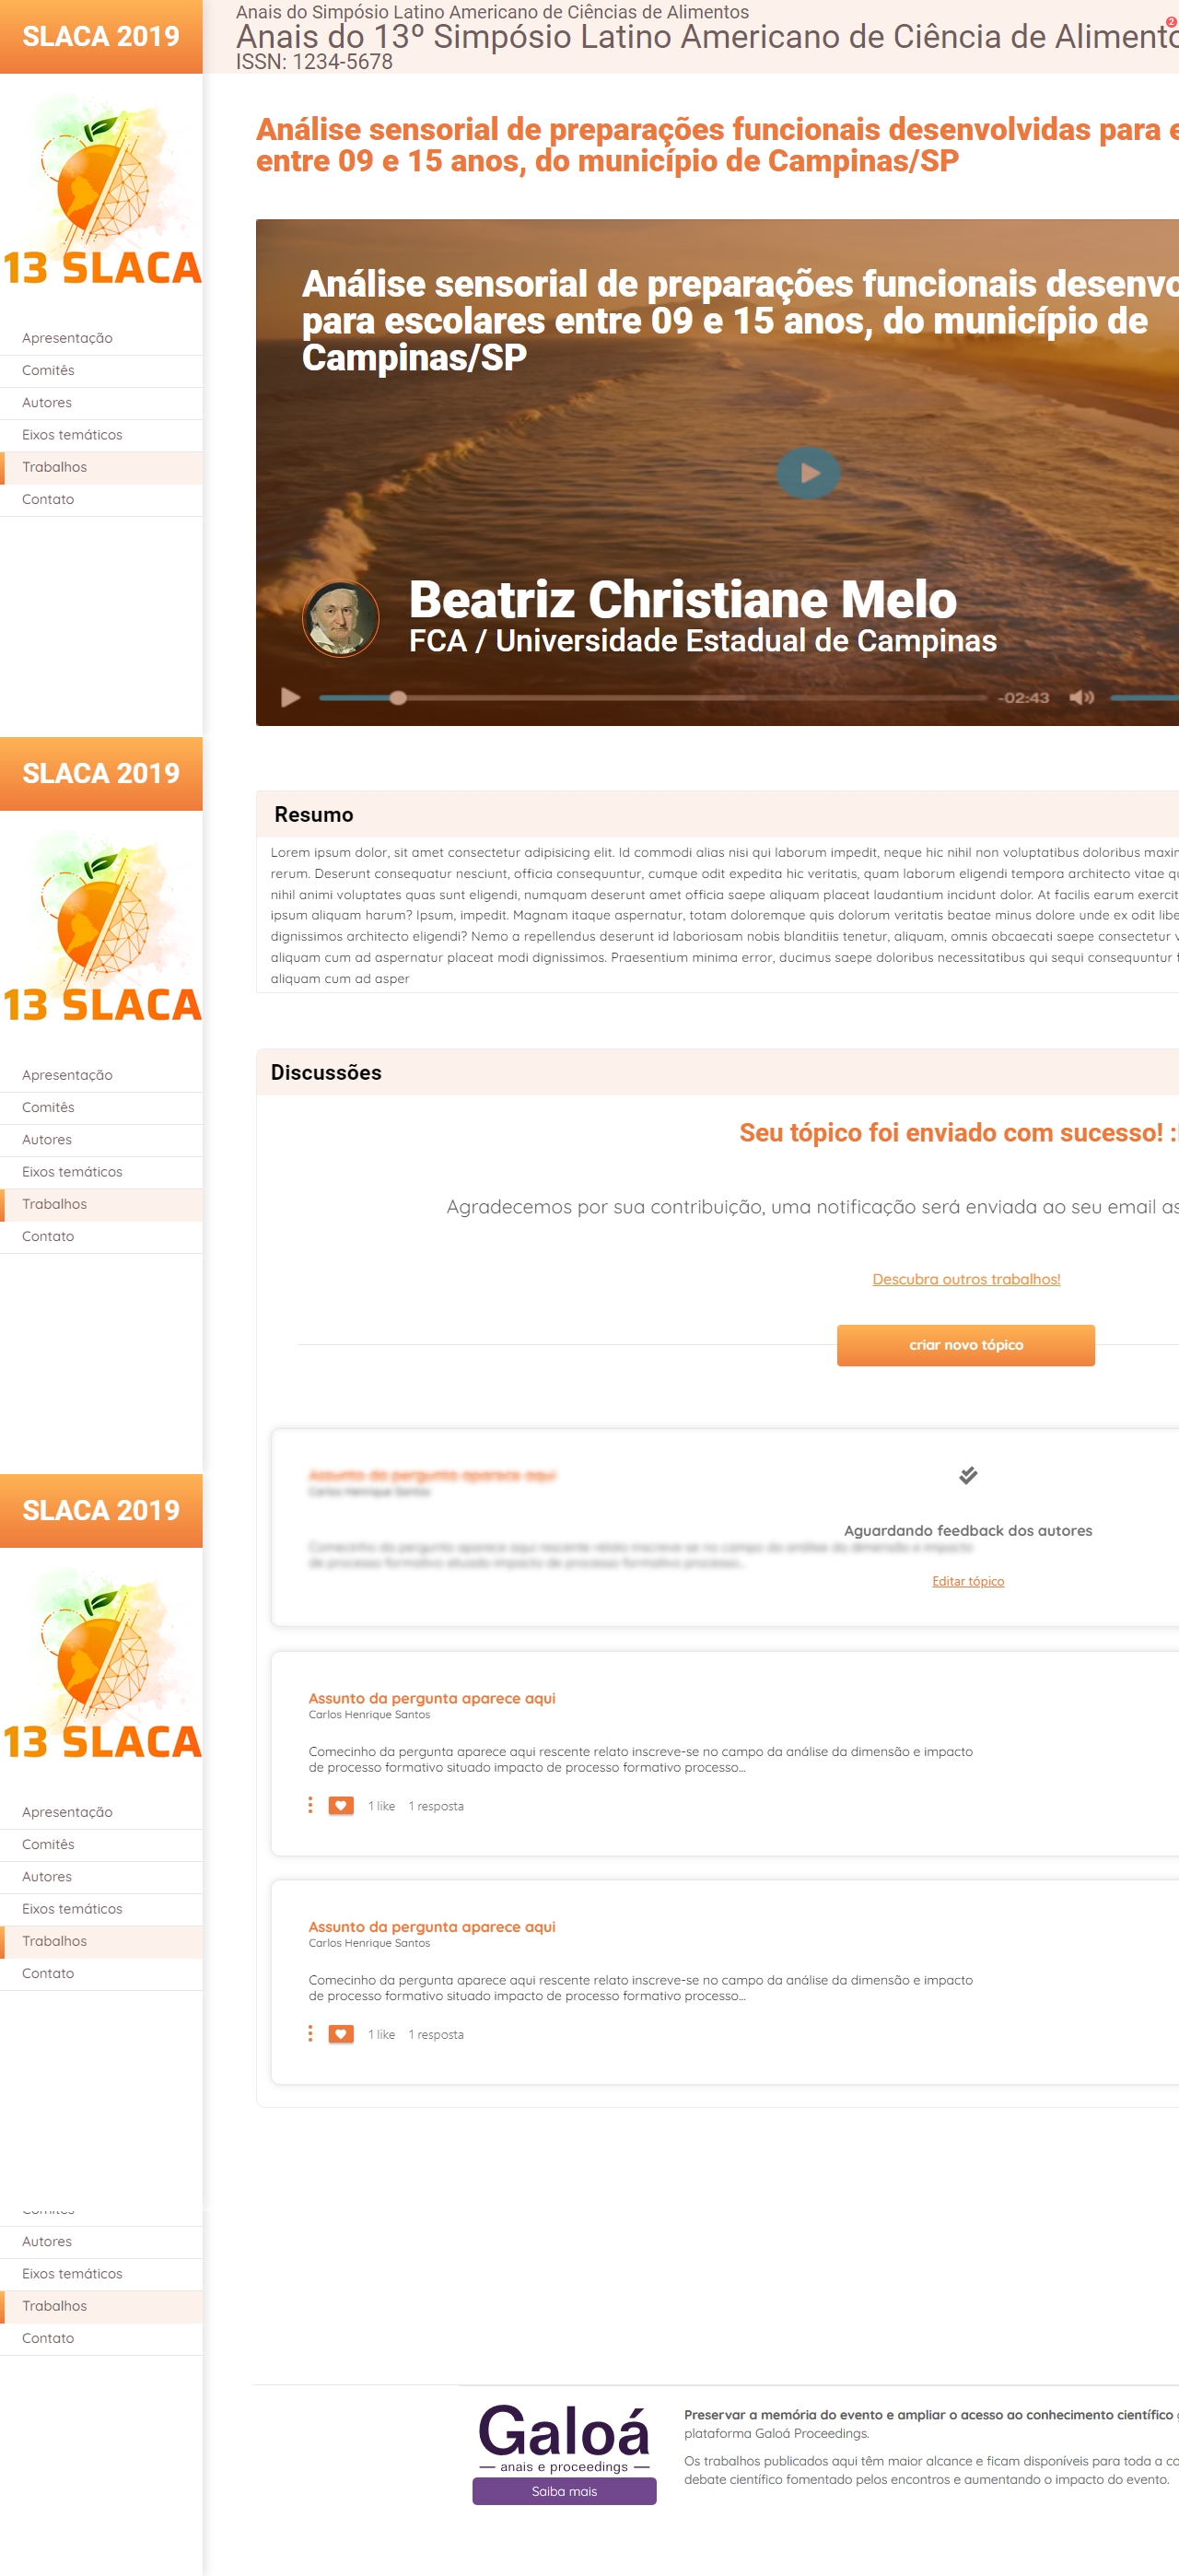 SLACA 2019
Anais do Simpósio Latino Americano de Ciências de Alimentos
Anais do 13º Simpósio Latino Americano de Ciência de Alimento
ISSN: 1234-5678
2
13 SLACA
Apresentação
Comitês
Autores
Eixos temáticos
Trabalhos
Contato
Análise sensorial de preparações funcionais desenvolvidas para e
entre 09 e 15 anos, do município de Campinas/SP
Análise sensorial de preparações funcionais desenvo
para escolares entre 09 e 15 anos, do município de
Campinas/SP
Beatriz Christiane Melo
FCA / Universidade Estadual de Campinas
-02:43
SLACA 2019
13 SLACA
Apresentação
Comitês
Autores
Eixos temáticos
Trabalhos
Contato
Resumo
Lorem ipsum dolor, sit amet consectetur adipisicing elit. Id commodi alias nisi qui laborum impedit, neque hic nihil non voluptatibus doloribus maxin
rerum. Deserunt consequatur nesciunt, officia consequuntur, cumque odit expedita hic veritatis, quam laborum eligendi tempora architecto vitae qu
nihil animi voluptates quas sunt eligendi, numquam deserunt amet officia saepe aliquam placeat laudantium incidunt dolor. At facilis earum exercit
ipsum aliquam harum? Ipsum, impedit. Magnam itaque aspernatur, totam doloremque quis dolorum veritatis beatae minus dolore unde ex odit libe
dignissimos architecto eligendi? Nemo a repellendus deserunt id laboriosam nobis blanditiis tenetur, aliquam, omnis obcaecati saepe consectetur v
aliquam cum ad aspernatur placeat modi dignissimos. Praesentium minima error, ducimus saepe doloribus necessitatibus qui sequi consequuntur f
aliquam cum ad asper
Discussões
Seu tópico foi enviado com sucesso! :
Agradecemos por sua contribuição, uma notificação será enviada ao seu email as
Descubra outros trabalhos!
criar novo tópico
Assunto da pergunta aparece aqui
Carlos Henrique Santos
Comecinho da pergunta aparece aqui rescente relato inscreve-se no campo da análise da dimensão e impacto
de processo formativo situado impacto de processo formativo processo...
Aguardando feedback dos autores
Editar tópico
SLACA 2019
13 SLACA
Apresentação
Comitês
Autores
Eixos temáticos
Trabalhos
Contato
Assunto da pergunta aparece aqui
Carlos Henrique Santos
Comecinho da pergunta aparece aqui rescente relato inscreve-se no campo da análise da dimensão e impacto
de processo formativo situado impacto de processo formativo processo...
1 like 1 resposta
Assunto da pergunta aparece aqui
Carlos Henrique Santos
Comecinho da pergunta aparece aqui rescente relato inscreve-se no campo da análise da dimensão e impacto
de processo formativo situado impacto de processo formativo processo...
1 like 1 resposta
Comitês
Autores
Eixos temáticos
Trabalhos
Contato
Galoá
anais e proceedings
Saiba mais
Preservar a memória do evento e ampliar o acesso ao conhecimento científico
plataforma Galoá Proceedings.
Os trabalhos publicados aqui têm maior alcance e ficam disponíveis para toda a co
debate científico fomentado pelos encontros e aumentando o impacto do evento.